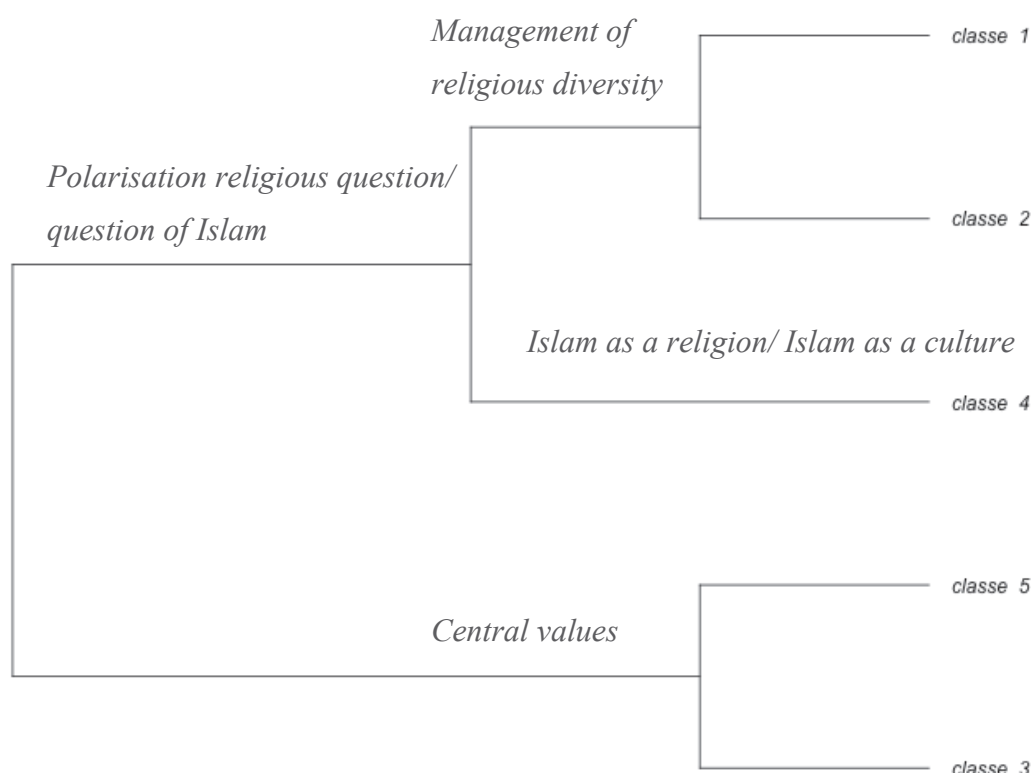 Management of
religious diversity
classe 1
Polarisation religious question/
question of Islam
classe 2
Islam as a religion/ Islam as a culture
classe 4
classe 5
Central values
classe 3